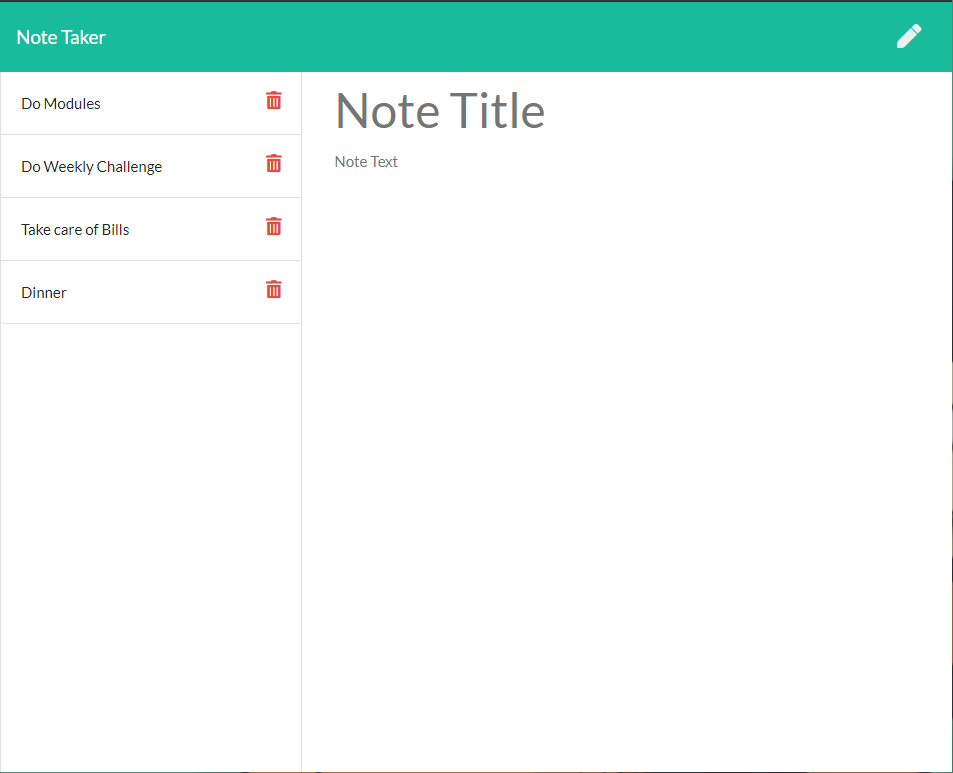 Note Taker
Do Modules
Do Weekly Challenge
Take care of Bills
Dinner
Note Title
Note Text